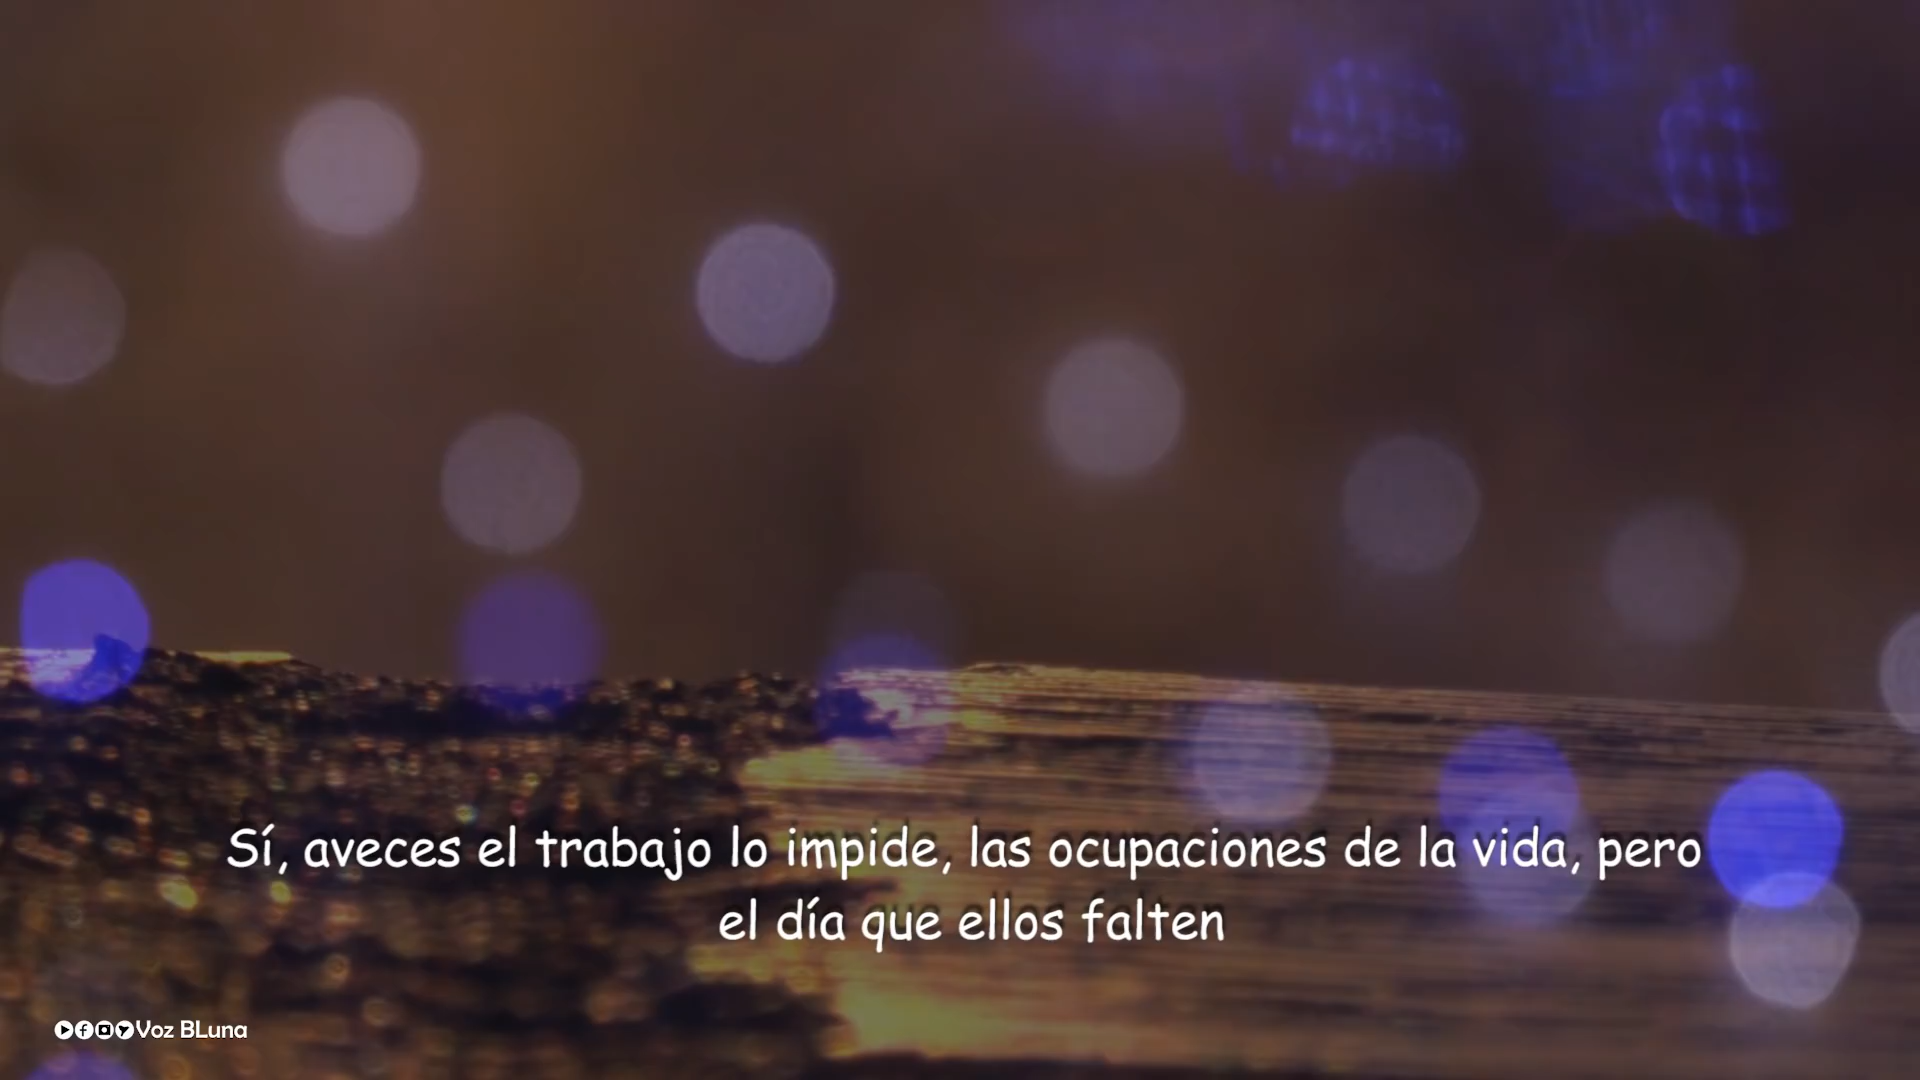 Sí, aveces el trabajo lo impide, las ocupaciones de la vida, pero
el día que ellos falten
Voz BLuna